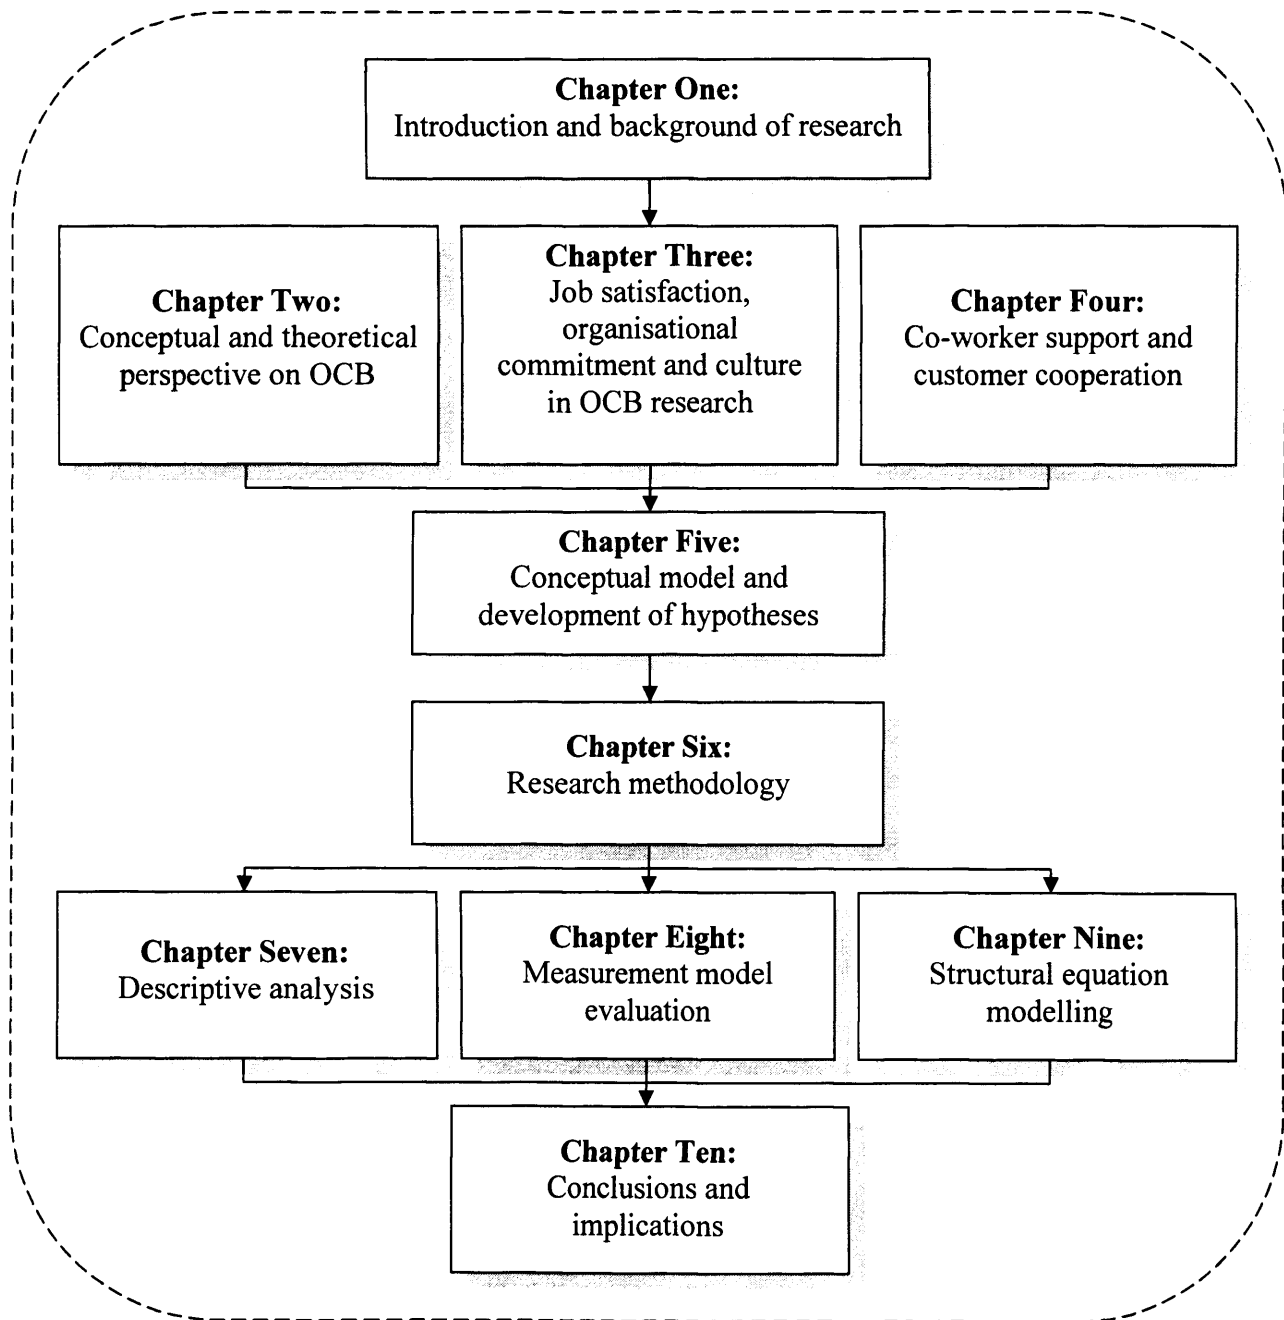 Chapter One:
Introduction and background of research
Chapter Two:
Conceptual and theoretical
perspective on OCB
Chapter Three:
Job satisfaction,
organisational
commitment and culture
in OCB research
Chapter Four:
Co-worker support and
customer cooperation
Chapter Five:
Conceptual model and
development of hypotheses
Chapter Six:
Research methodology
Chapter Seven:
Descriptive analysis
Chapter Eight:
Measurement model
evaluation
Chapter Nine:
Structural equation
modelling
Chapter Ten:
Conclusions and
implications